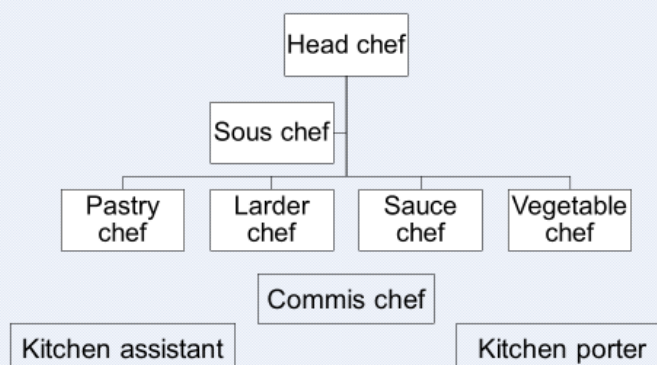 Head chef
Sous chef
Pastry
chef
Larder
chef
Sauce
chef
Vegetable
chef
Commis chef
Kitchen assistant
Kitchen porter